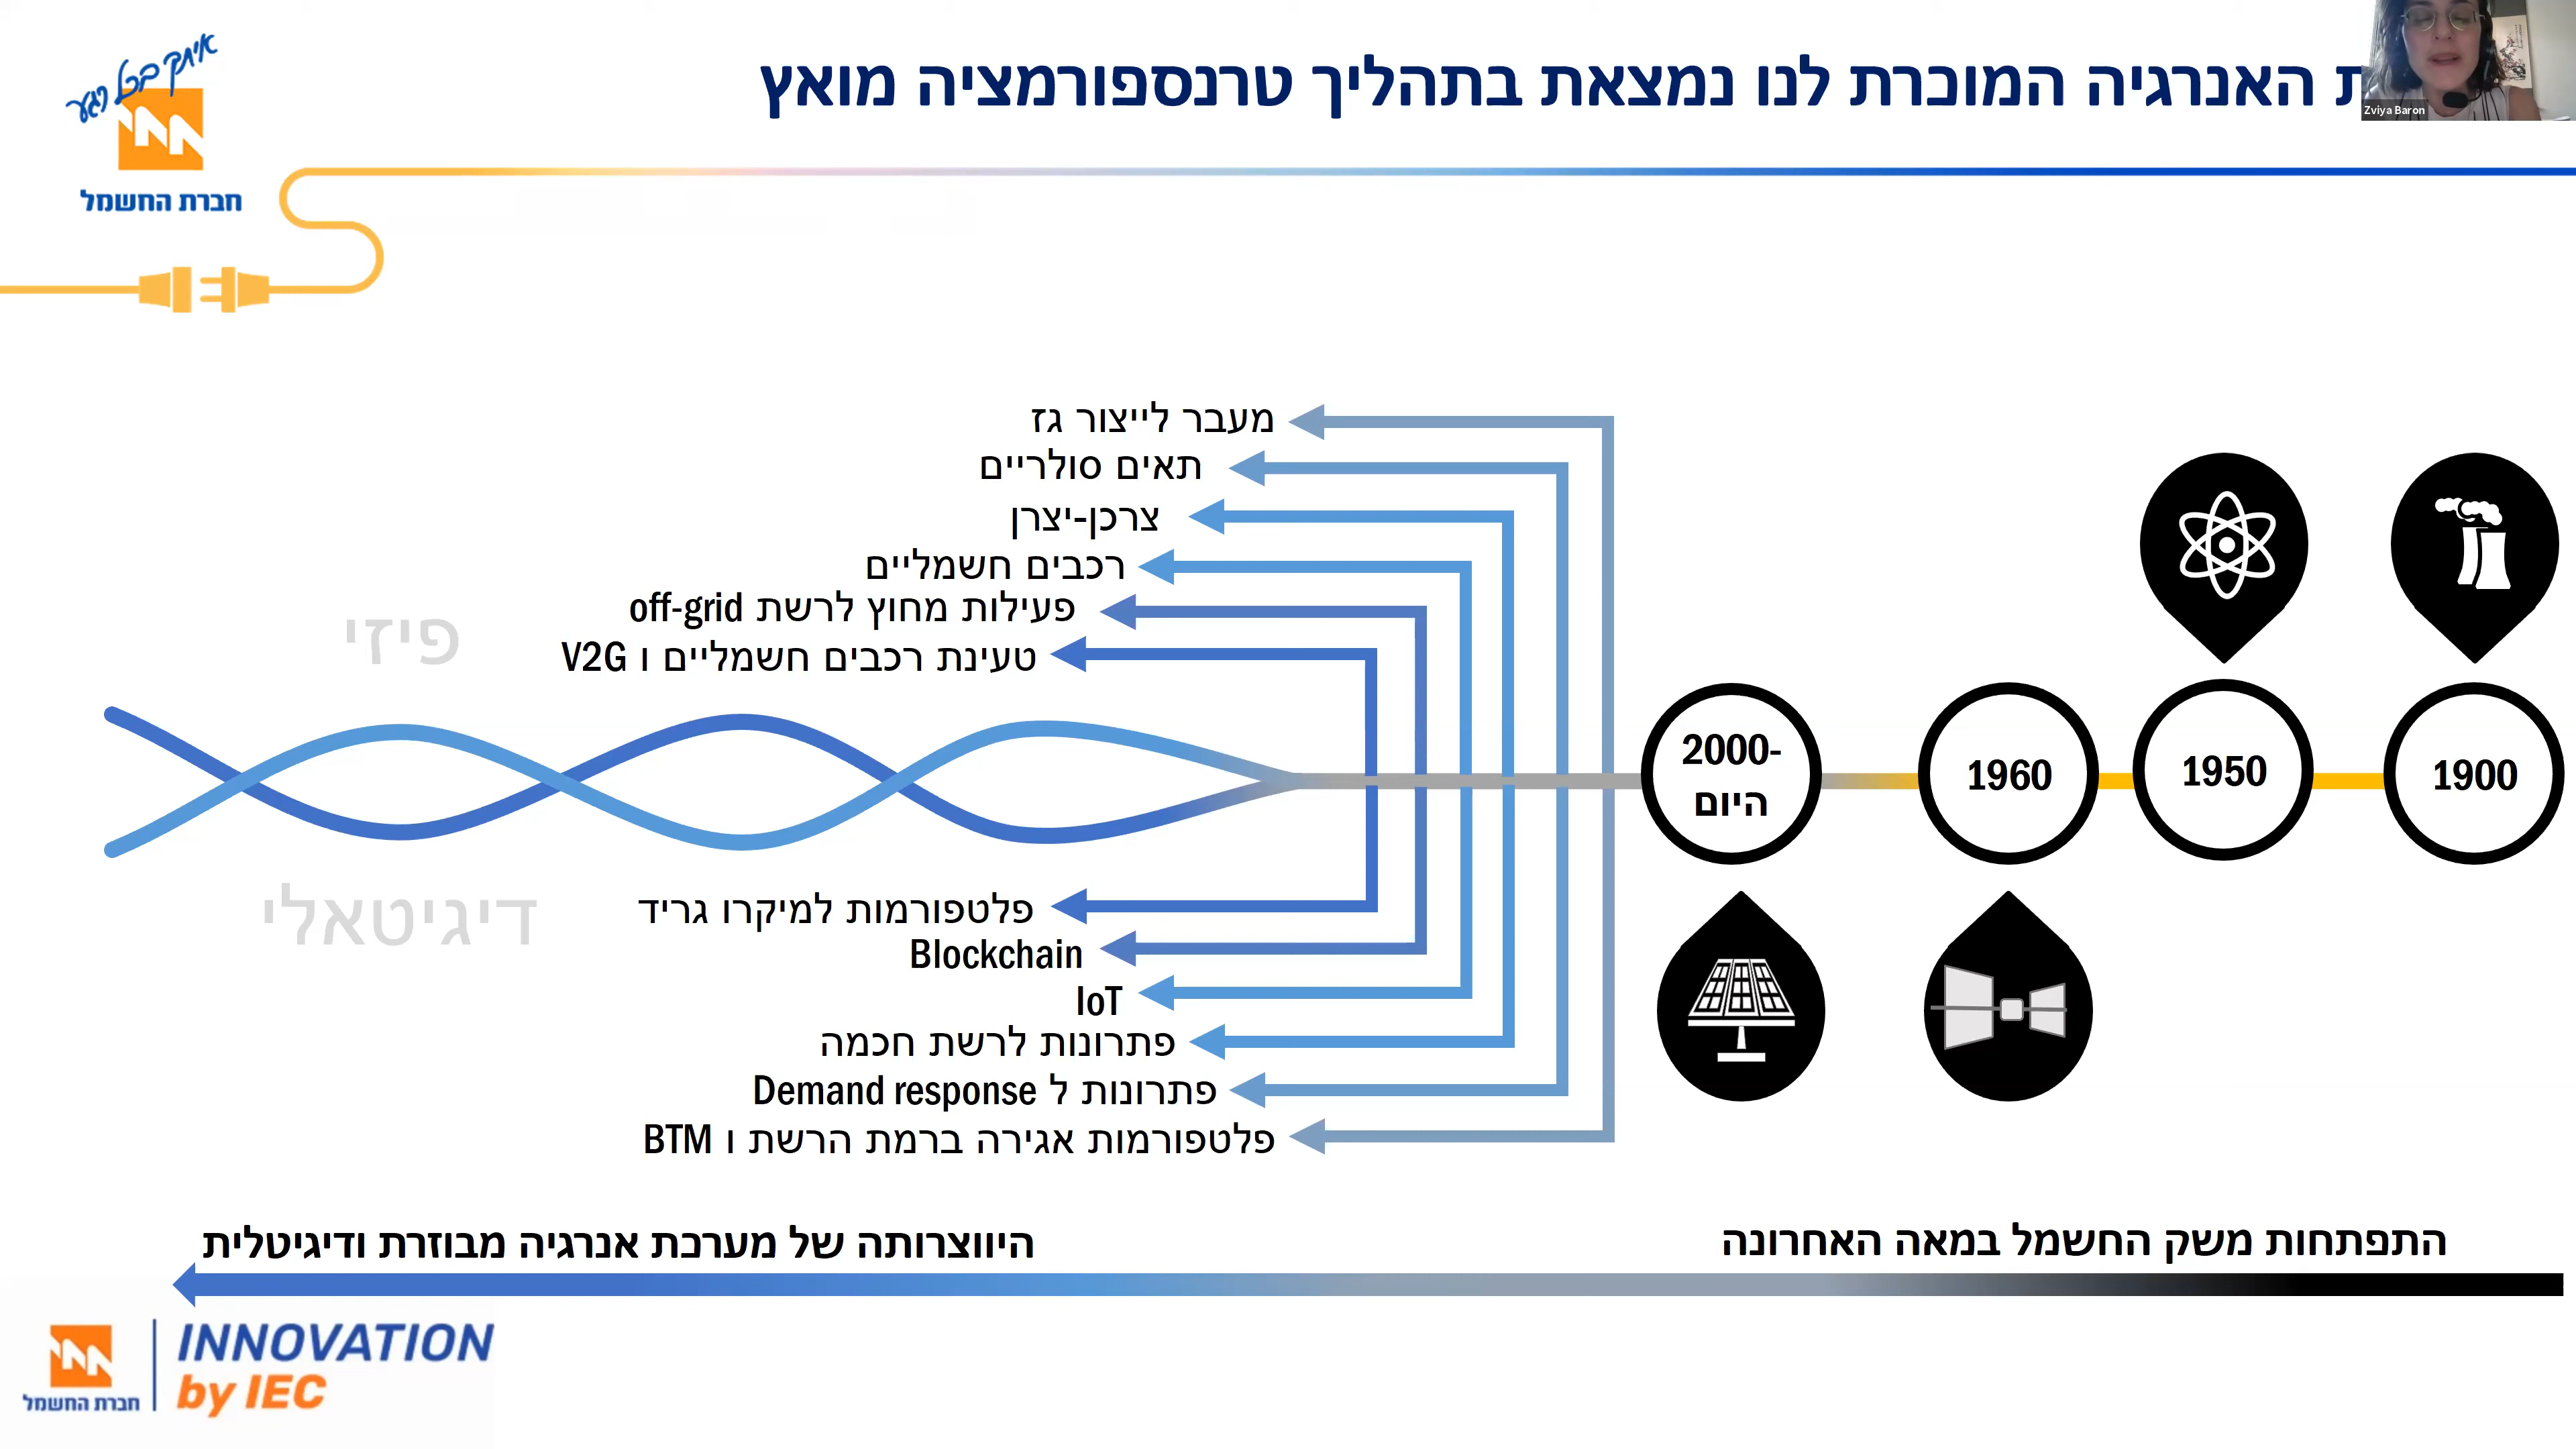 איתך בכל רגע
חברת החשמל
ת האנרגיה המוכרת לנו נמצאת בתהליך טרנספורמציה מואץ
Zviya Baron
מעבר לייצור גז
תאים סולריים
צרכן-יצרן
רכבים חשמליים
פעילות מחוץ לרשת off-grid
טעינת רכבים חשמליים ו V2G
פיזי
1900
1950
1960
2000-
היום
דיגיטאלי
פלטפורמות למיקרו גריד
Blockchain
IoT
פתרונות לרשת חכמה
פתרונות ל Demand response
פלטפורמות אגירה ברמת הרשת ו BTM
התפתחות משק החשמל במאה האחרונה
היווצרותה של מערכת אנרגיה מבוזרת ודיגיטלית
חברת החשמל
INNOVATION
by IEC